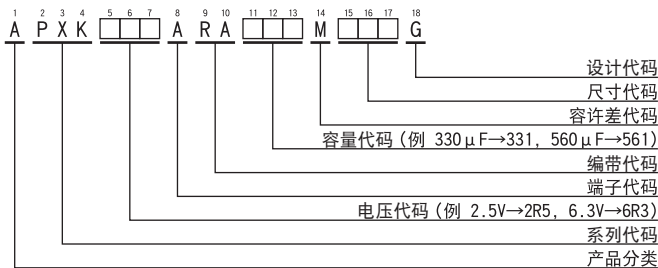 1 2 3 4 5 6 7 8 9 10 11 12 13 14 15 16 17 18
A P X K □□□ A R A □□□ M □□□ G
设计代码
尺寸代码
容许差代码
容量代码 (例 330μF→331, 560μF→561)
编带代码
端子代码
电压代码 (例 2.5V→2R5, 6.3V→6R3)
系列代码
产品分类